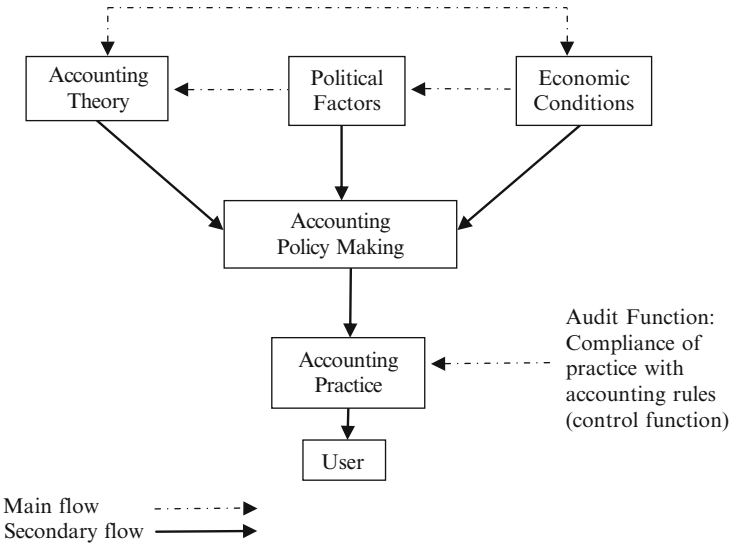 Accounting
Theory
Political
Factors
Economic
Conditions
Accounting
Policy Making
Audit Function:
Compliance of
practice with
accounting rules
(control function)
Accounting
Practice
User
Main flow
Secondary flow